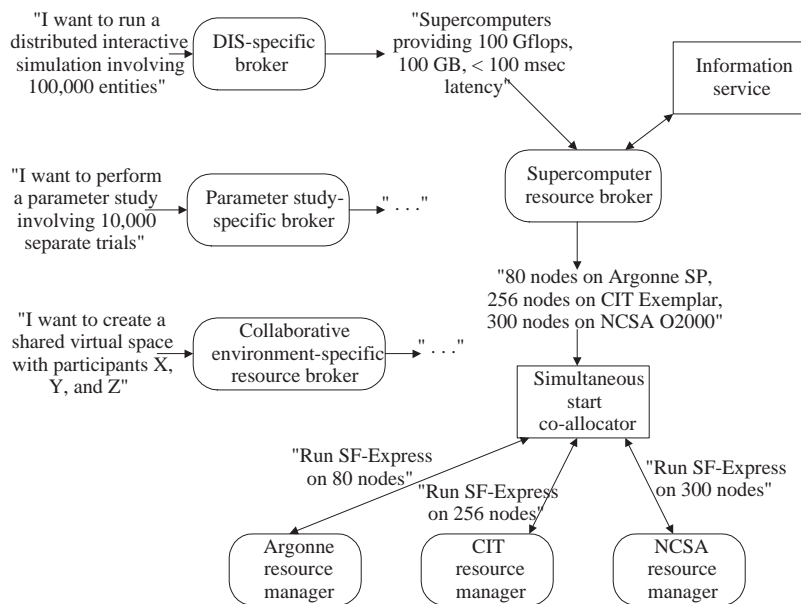 "I want to run a
distributed interactive
simulation involving
100,000 entities"
DIS-specific
broker
"Supercomputers
providing 100 Gflops,
100 GB, < 100 msec
latency"
Information
service
"I want to perform
a parameter study
involving 10,000
separate trials"
Parameter study-
specific broker
" . . ."
Supercomputer
resource broker
"80 nodes on Argonne SP,
256 nodes on CIT Exemplar,
300 nodes on NCSA O2000"
"I want to create a
shared virtual space
with participants X,
Y, and Z"
Collaborative
environment-specific
resource broker
" . . ."
Simultaneous
start
co-allocator
"Run SF-Express
on 80 nodes"
"Run SF-Express
on 256 nodes"
"Run SF-Express
on 300 nodes"
Argonne
resource
manager
CIT
resource
manager
NCSA
resource
manager